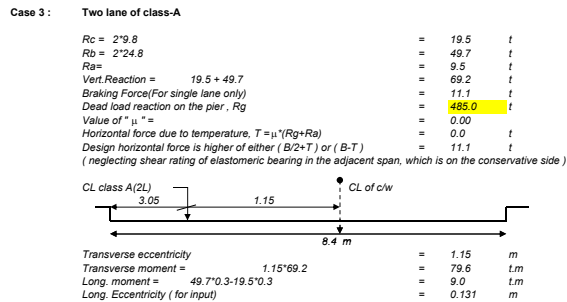 Case 3 : Two lane of class-A
Rc = 2*9.8 = 19.5 t
Rb = 2*24.8 = 49.7 t
Ra= = 9.5 t
Vert.Reaction = 19.5 + 49.7 = 69.2 t
Braking Force(For single lane only) = 11.1 t
Dead load reaction on the pier , Rg = 485.0 t
Value of " μ " = = 0.00
Horizontal force due to temperature, T =μ*(Rg+Ra) = 0.0 t
Design horizontal force is higher of either ( B/2+T ) or ( B-T ) = 11.1 t
( neglecting shear rating of elastomeric bearing in the adjacent span, which is on the conservative side )
CL class A(2L) CL of c/w
3.05 1.15
8.4 m
Transverse eccentricity = 1.15 m
Transverse moment = 1.15*69.2 = 79.6 t.m
Long. moment = 49.7*0.3-19.5*0.3 = 9.0 t.m
Long. Eccentricity ( for input) = 0.131 m